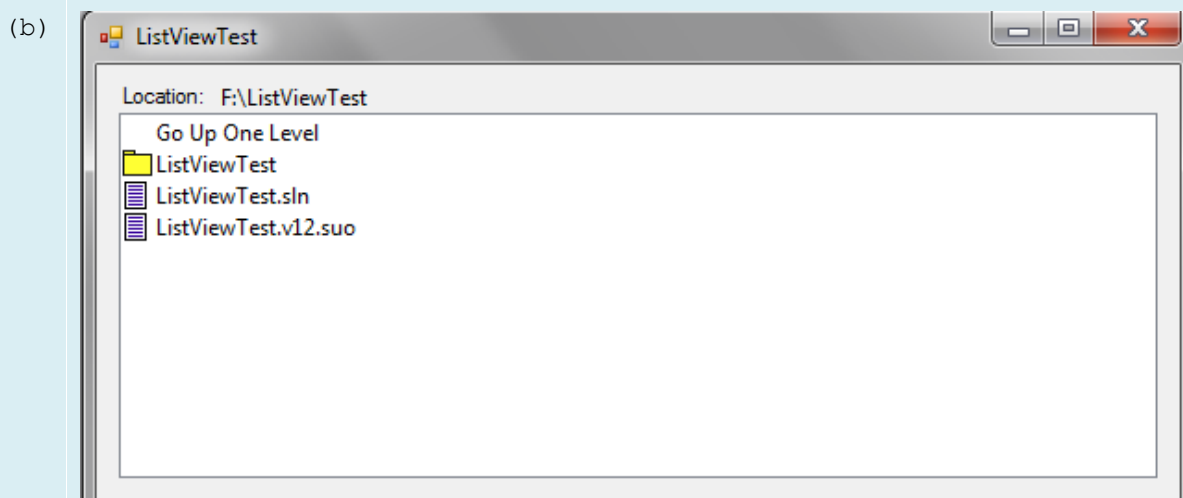 (b)
ListViewTest
Location: F:\ListViewTest
Go Up One Level
ListViewTest
ListViewTest.sln
ListViewTest.v12.suo